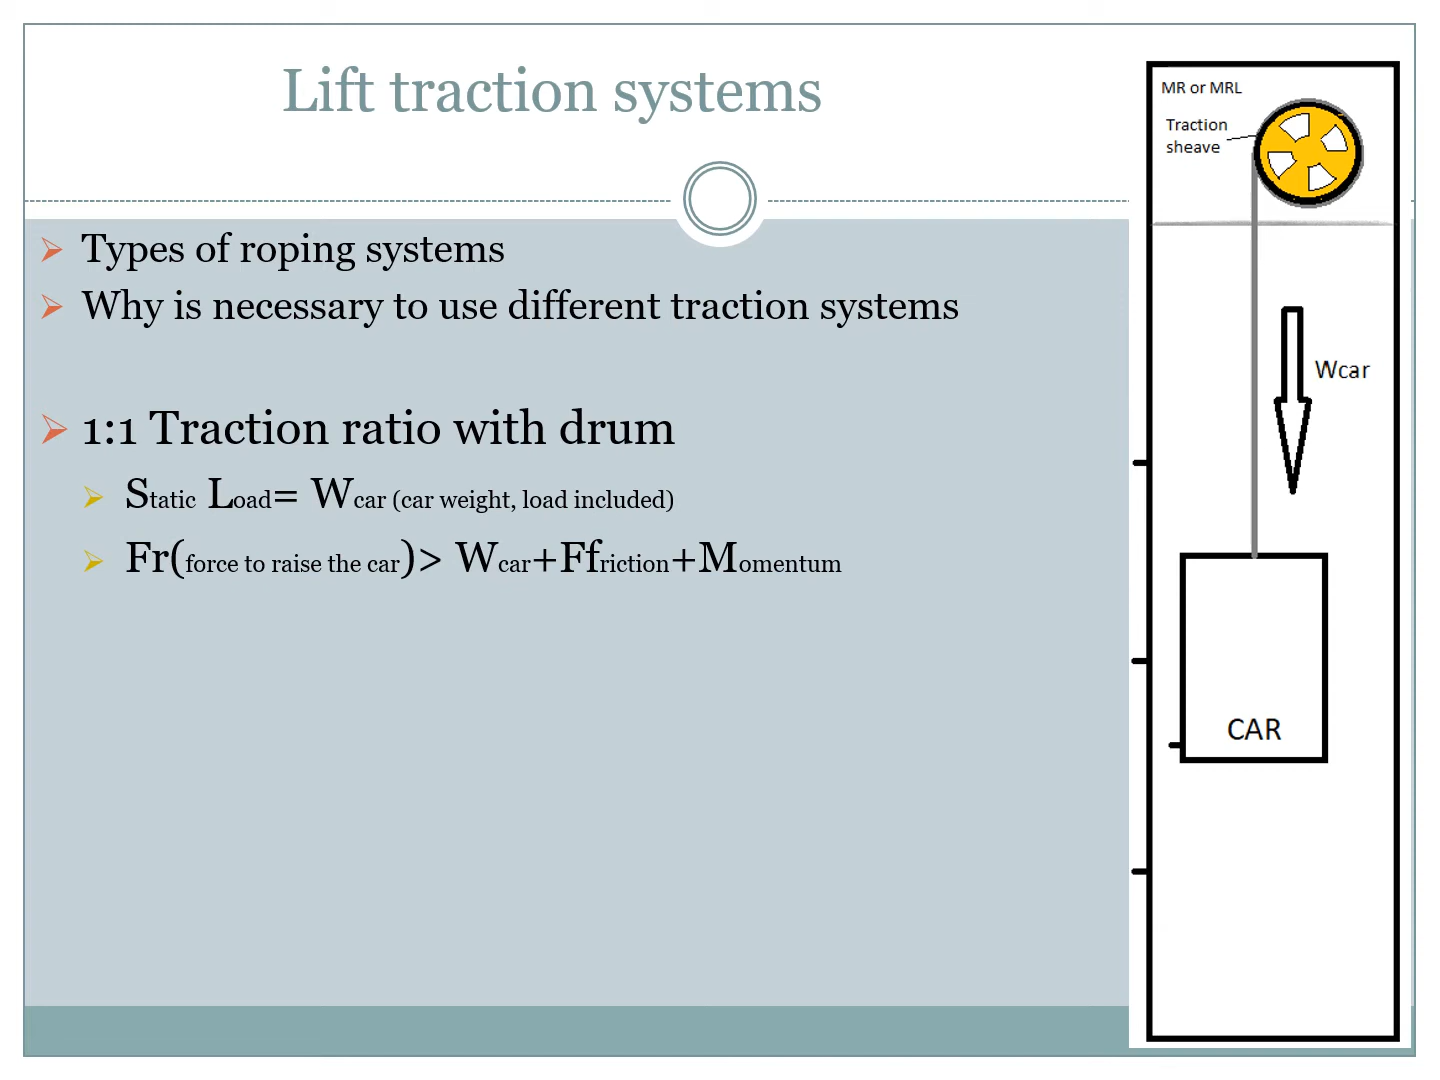 Lift traction systems
Types of roping systems
Why is necessary to use different traction systems
1:1 Traction ratio with drum
Static Load= Wcar (car weight, load included)
Fr(force to raise the car)> Wcar+Ffriction+Momentum
MR or MRL
Traction
sheave
Wcar
CAR